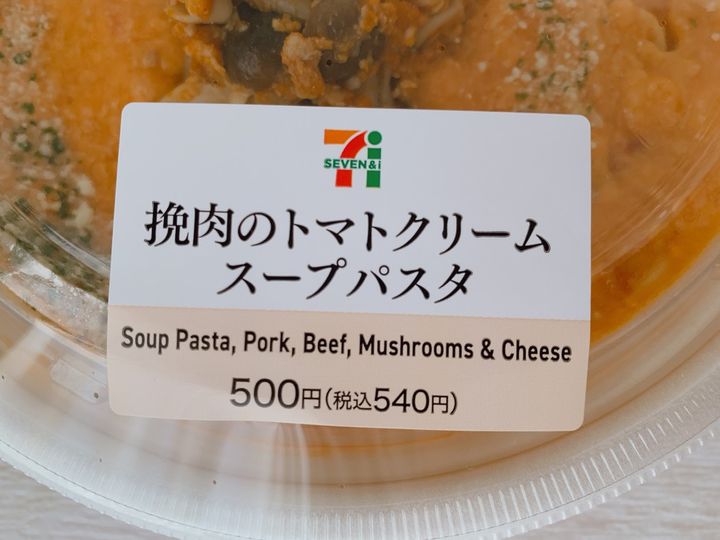 SEVEN&i
挽肉のトマトクリーム
スープパスタ
Soup Pasta, Pork, Beef, Mushrooms & Cheese
500円(税込540円)